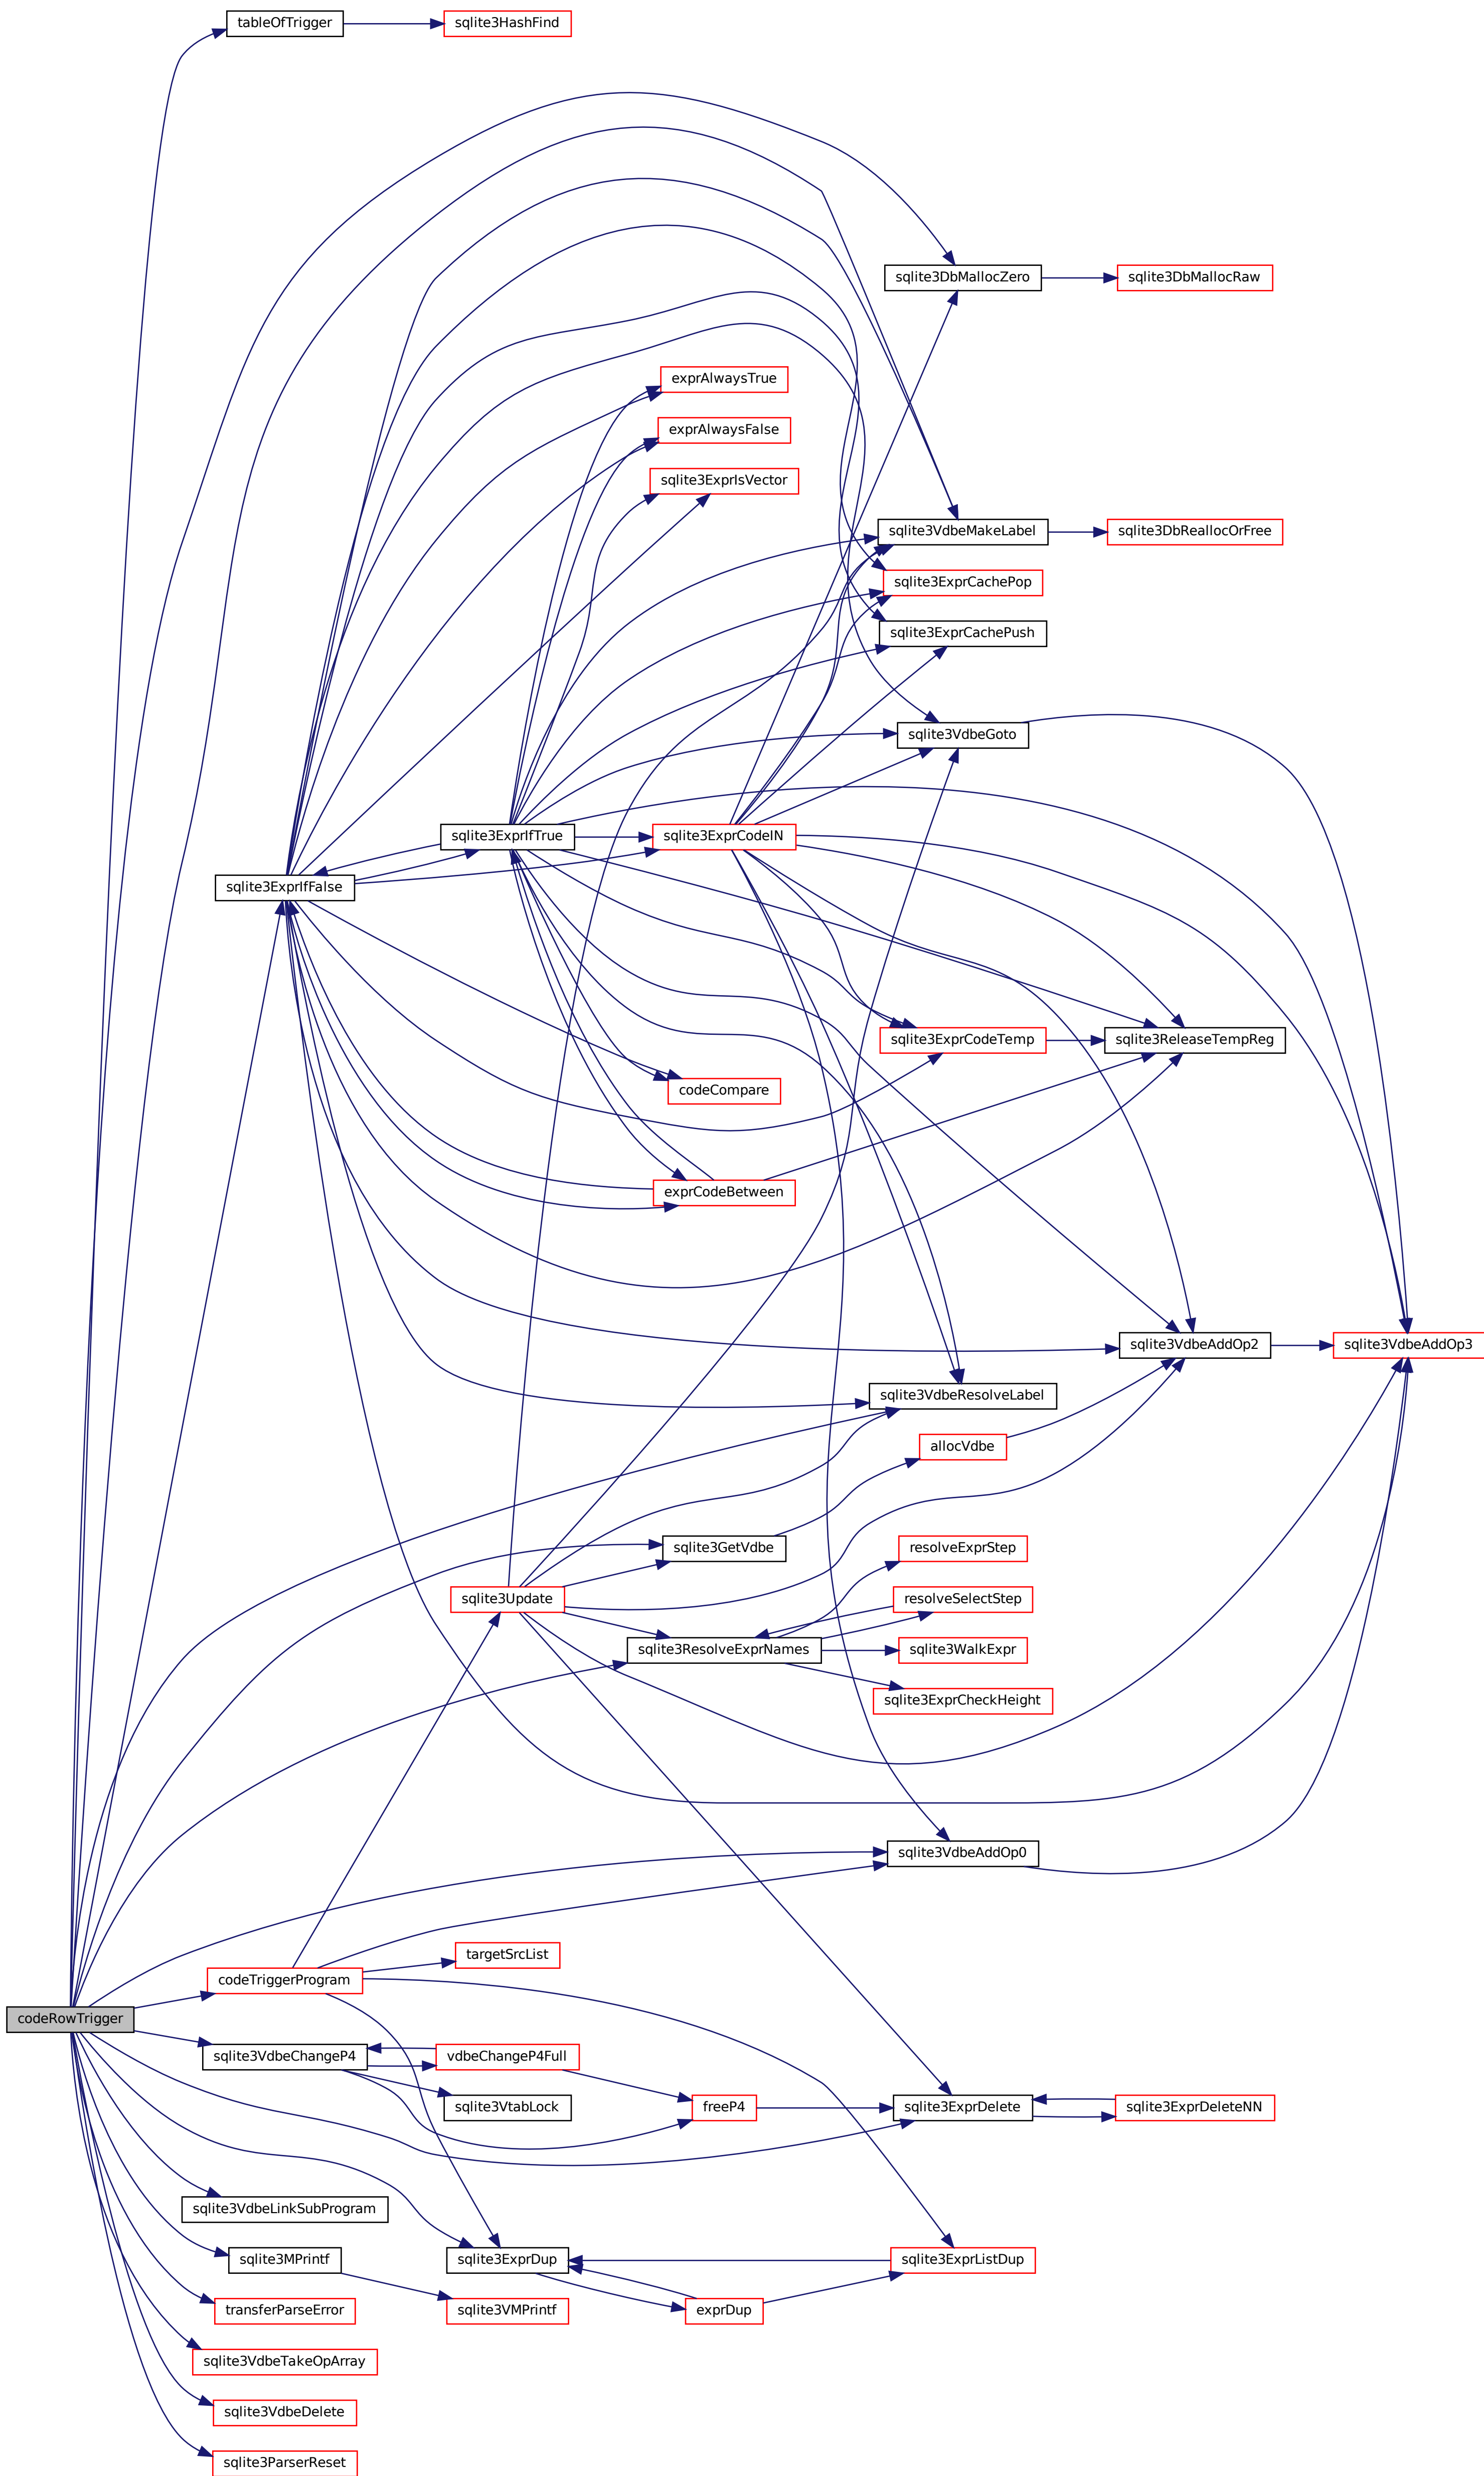 tableOfTrigger
sqlite3HashFind
sqlite3DbMallocZero
sqlite3DbMallocRaw
exprAlwaysTrue
exprAlwaysFalse
sqlite3ExprIsVector
sqlite3VdbeMakeLabel
sqlite3DbReallocOrFree
sqlite3ExprCachePop
sqlite3ExprCachePush
sqlite3VdbeGoto
sqlite3ExprIfTrue
sqlite3ExprCodeIN
sqlite3ExprIfFalse
sqlite3ExprCodeTemp
sqlite3ReleaseTempReg
codeCompare
exprCodeBetween
sqlite3VdbeAddOp2
sqlite3VdbeAddOp3
sqlite3VdbeResolveLabel
allocVdbe
sqlite3GetVdbe
resolveExprStep
sqlite3Update
resolveSelectStep
sqlite3ResolveExprNames
sqlite3WalkExpr
sqlite3ExprCheckHeight
sqlite3VdbeAddOp0
targetSrcList
codeTriggerProgram
codeRowTrigger
sqlite3VdbeChangeP4
vdbeChangeP4Full
sqlite3VtabLock
freeP4
sqlite3ExprDelete
sqlite3ExprDeleteNN
sqlite3VdbeLinkSubProgram
sqlite3MPrintf
sqlite3ExprDup
sqlite3ExprListDup
transferParseError
sqlite3VMPrintf
exprDup
sqlite3VdbeTakeOpArray
sqlite3VdbeDelete
sqlite3ParserReset